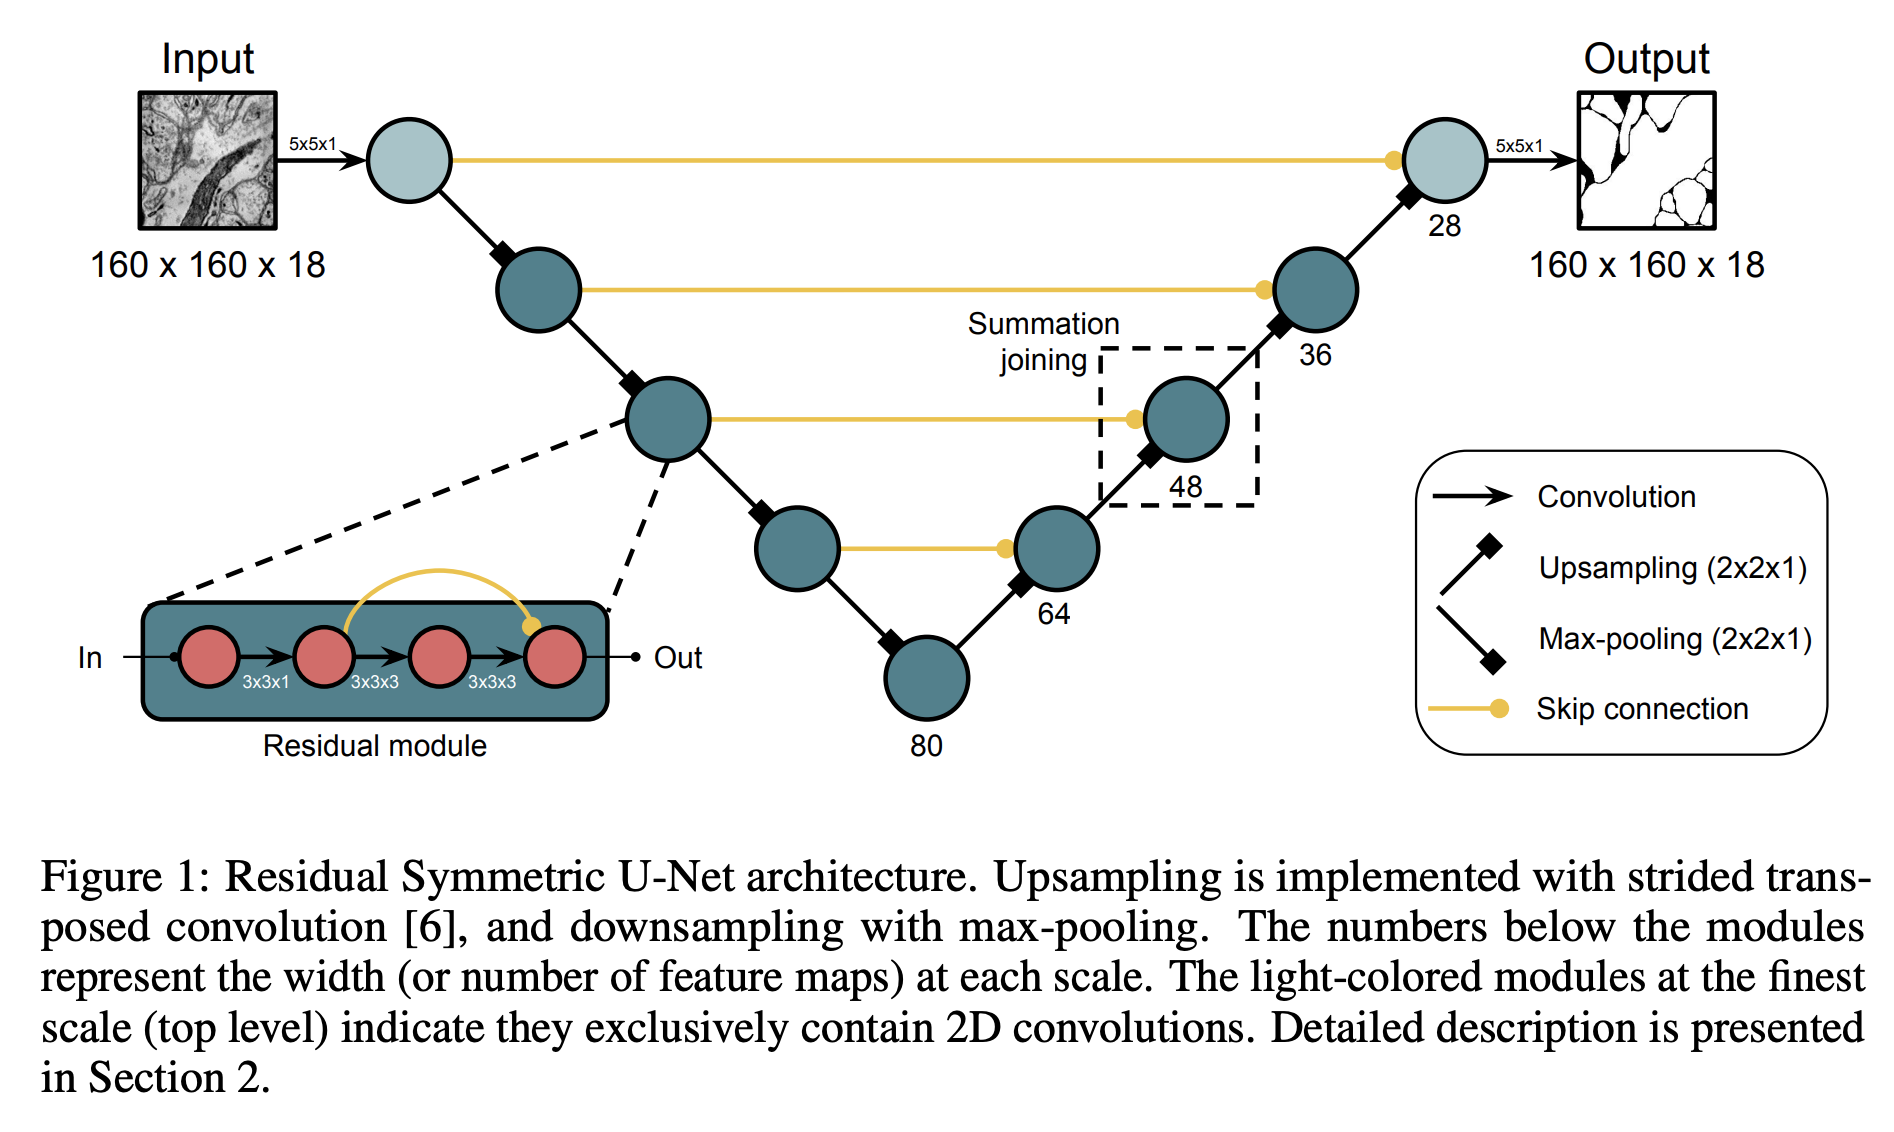 Input
Output
5x5x1
5x5x1
28
160 x 160 x 18
160 x 160 x 18
Summation
joining
36
48
Convolution
Upsampling (2x2x1)
64
Max-pooling (2x2x1)
In
3x3x1
3x3x3
3x3x3
Out
Skip connection
Residual module
80
Figure 1: Residual Symmetric U-Net architecture. Upsampling is implemented with strided trans-
posed convolution [6], and downsampling with max-pooling. The numbers below the modules
represent the width (or number of feature maps) at each scale. The light-colored modules at the finest
scale (top level) indicate they exclusively contain 2D convolutions. Detailed description is presented
in Section 2.